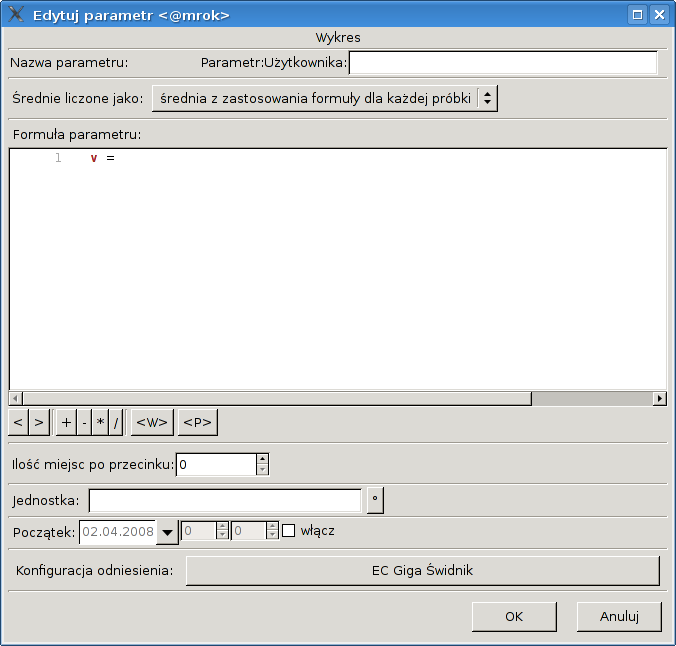 Edytuj parametr <@mrok>
Wykres
Nazwa parametru: Parametr:Użytkownika:
Średnie liczone jako: średnia z zastosowania formuły dla każdej próbki
Formuła parametru:
1 v =
< > + - * / <W> <P>
Ilość miejsc po przecinku: 0
Jednostka: °
Początek: 02.04.2008 0 0 włącz
Konfiguracja odniesienia: EC Giga Świdnik
OK Anuluj